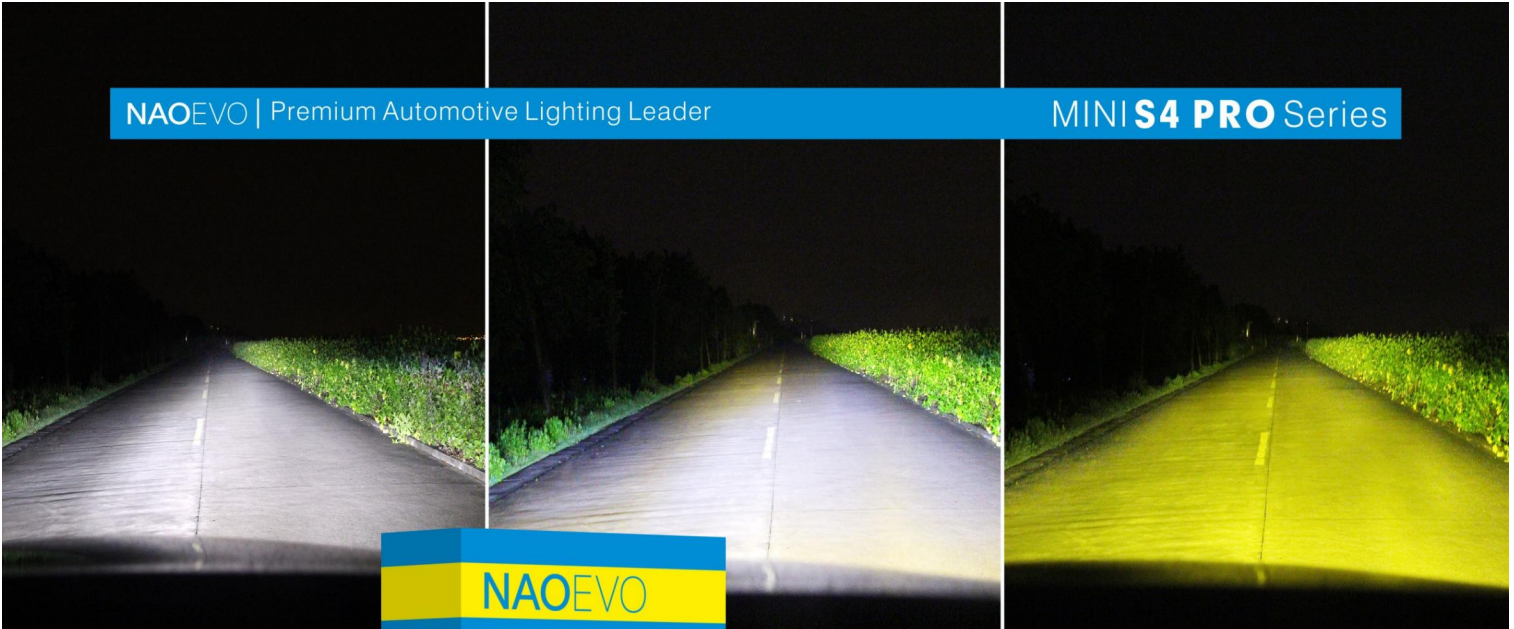 NAOEVO | Premium Automotive Lighting Leader
MINI S4 PRO Series
NAOEVO